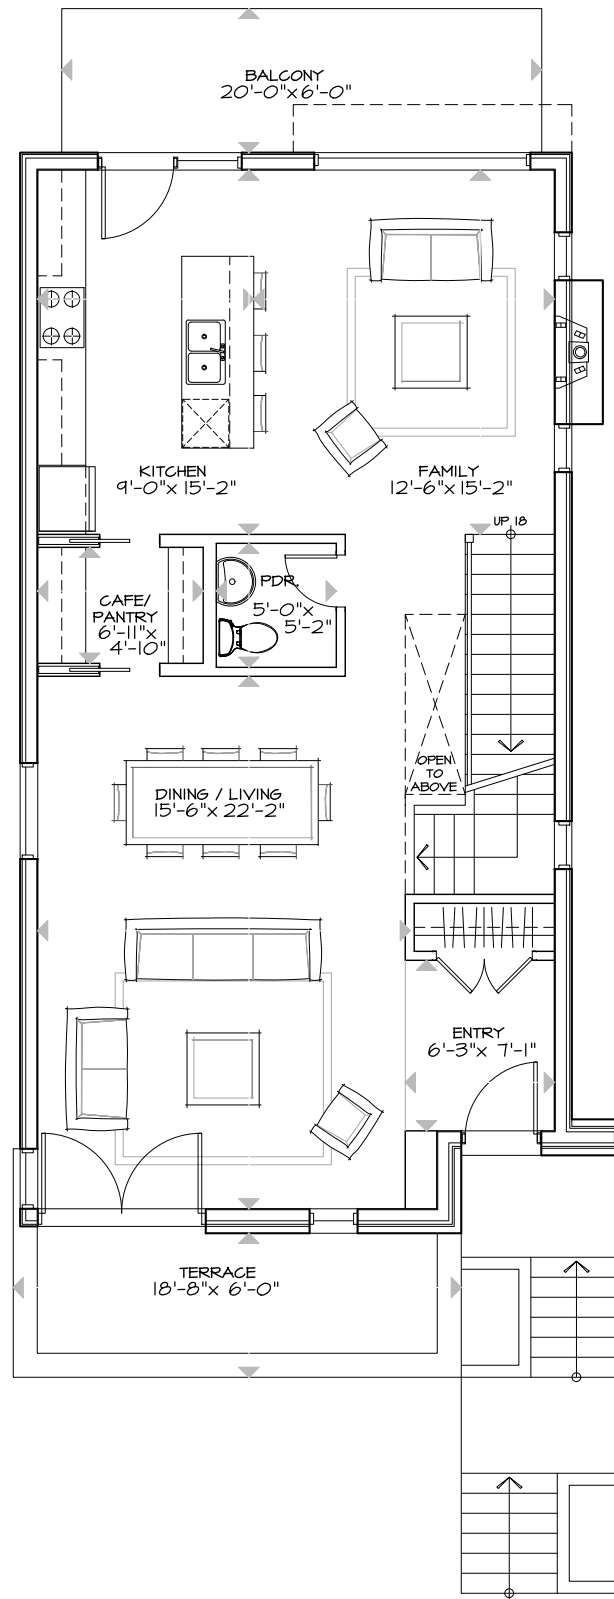 BALCONY
20'-0"x 6'-0"
KITCHEN
9'-0"x 15'-2"
FAMILY
12'-6"x 15'-2"
UP 18
PDR.
5'-0"x
5'-2"
CAFE/
PANTRY
6'-11"x
4'-10"
OPEN
TO
ABOVE
DINING / LIVING
15'-6"x 22'-2"
ENTRY
6'-3"x 7'-1"
TERRACE
18'-8"x 6'-0"